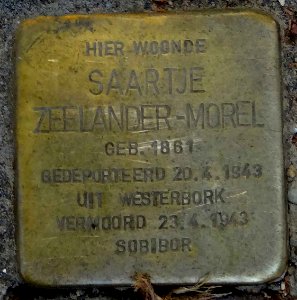 HIER WOONDE
SAARTJE
ZEELANDER-MOREL
GEB. 1861
GEDEPORTEERD 20.4.1943
UIT WESTERBORK
VERMOORD 23.4.1943
SOBIBOR